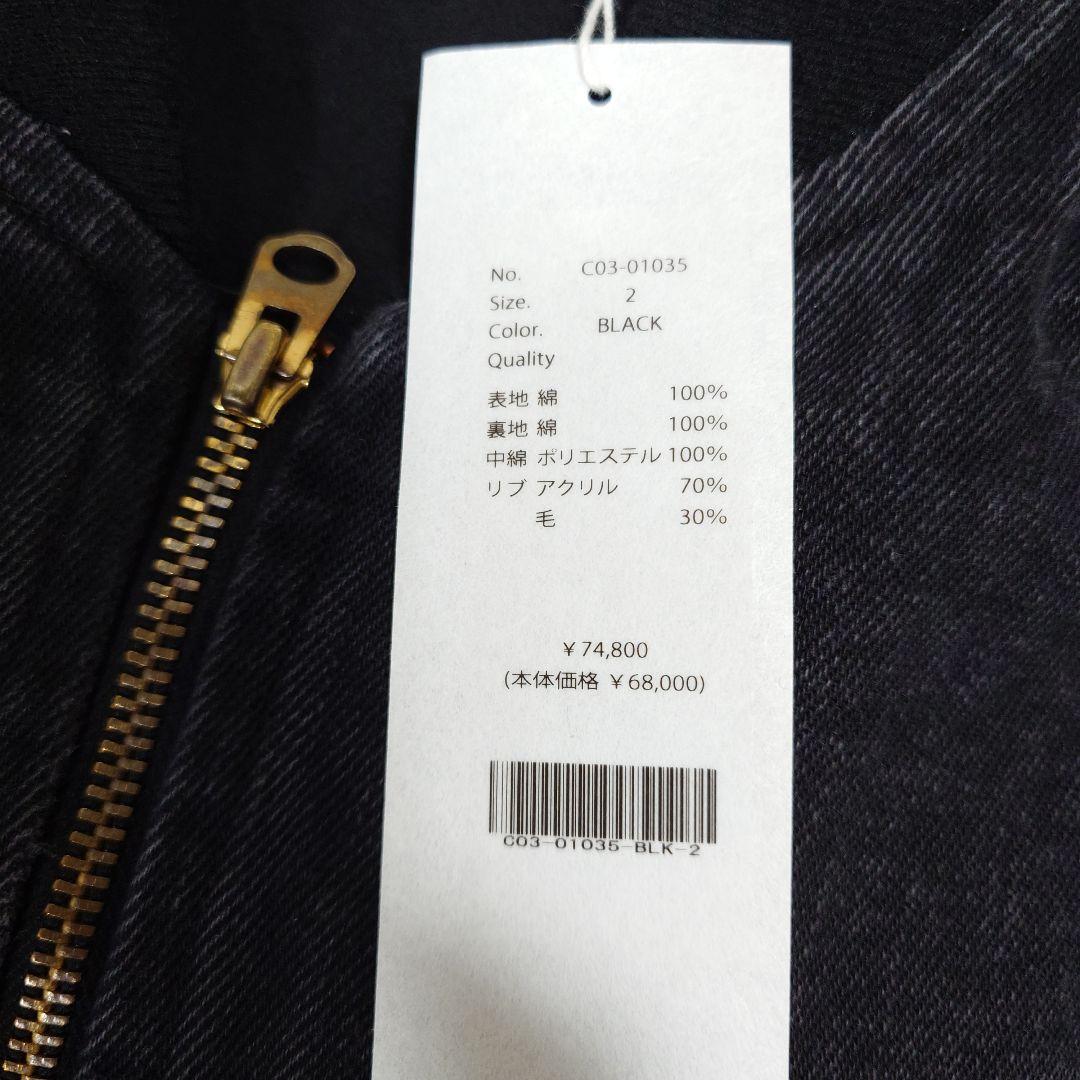 No. C03-01035
Size. 2
Color. BLACK
Quality
表地 綿 100%
裏地 綿 100%
中綿 ポリエステル 100%
リブ アクリル 70%
毛 30%
¥ 74,800
(本体価格 ¥ 68,000)
C03-01035-BLK-2